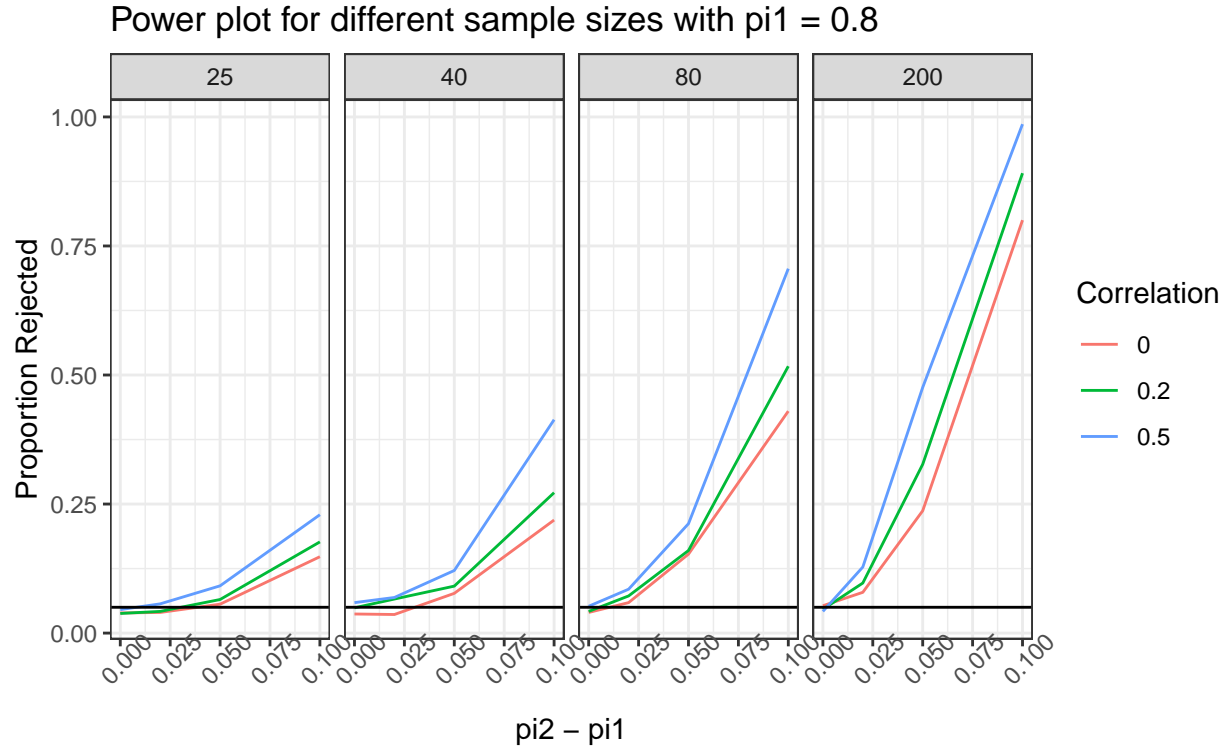 Power plot for different sample sizes with pi1 = 0.8
25 40 80 200
Proportion Rejected
1.00
0.75
0.50
0.25
0.00
0.000 0.025 0.050 0.075 0.100 0.000 0.025 0.050 0.075 0.100 0.000 0.025 0.050 0.075 0.100 0.000 0.025 0.050 0.075 0.100
pi2 − pi1
Correlation
0
0.2
0.5